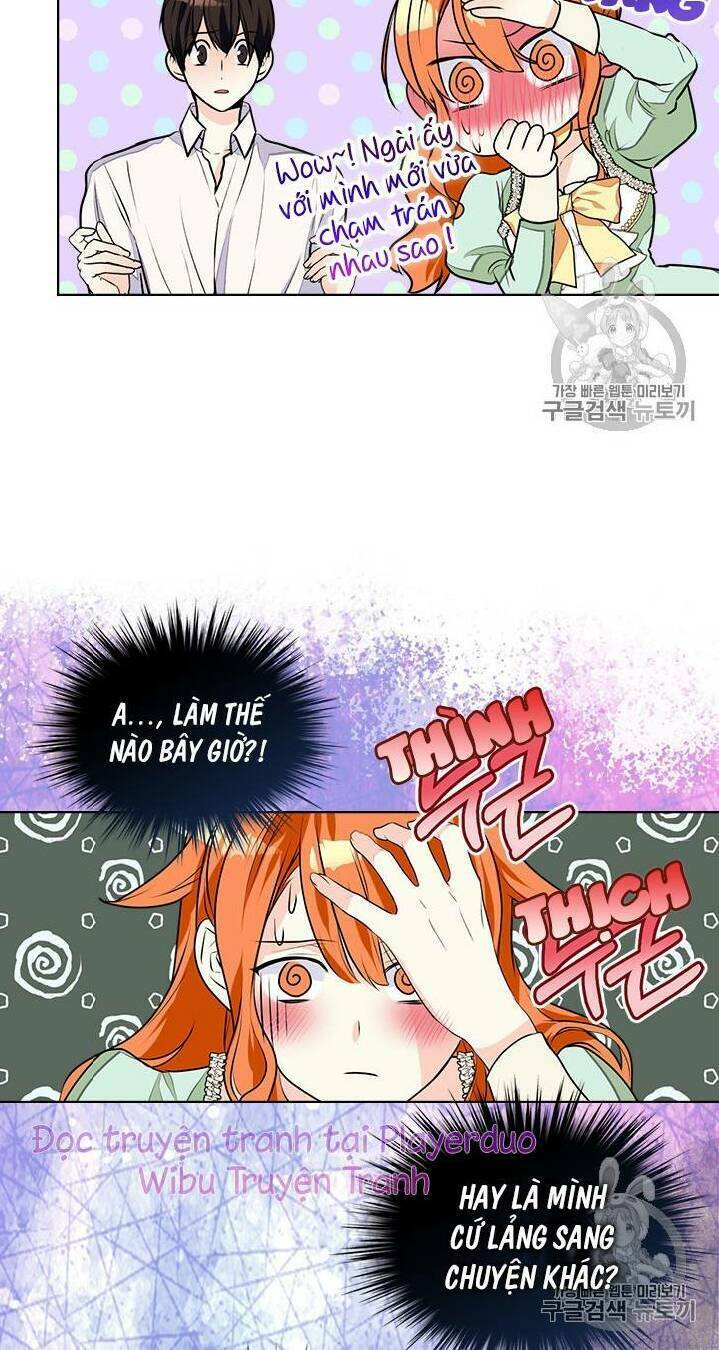 Wow~! Ngài ấy
với mình mới vừa
chạm trán
nhau sao!
가장 빠른 웹툰 미리보기
구글검색 뉴토끼
A..., LÀM THẾ
NÀO BÂY GIỜ?!
THÌNH
두근
THỊCH
두근
Đọc truyện tranh tại Playerduo
Wibu Truyện Tranh
HAY LÀ MÌNH
CỨ LẢNG SANG
CHUYỆN KHÁC?
가장 빠른 웹툰 미리보기
구글검색 뉴토끼